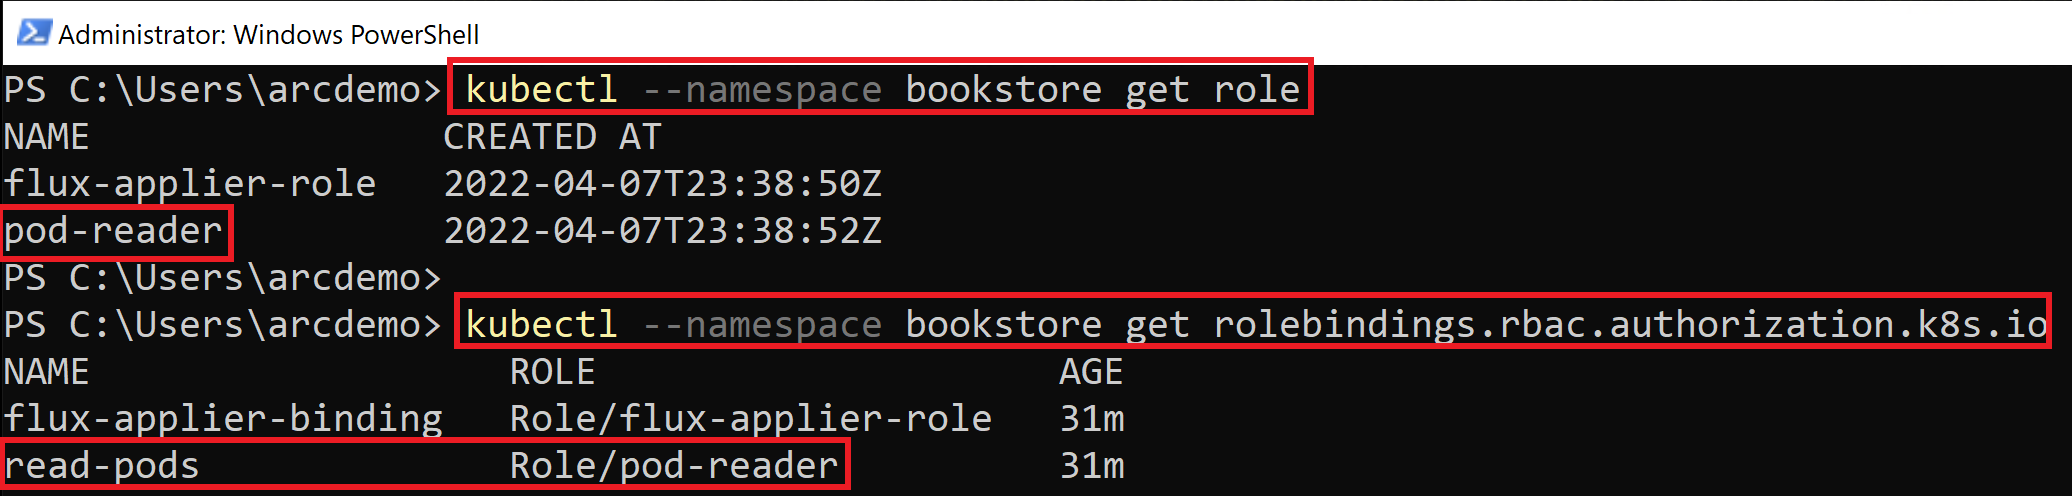 Administrator: Windows PowerShell
PS C:\Users\arcdemo> kubectl --namespace bookstore get role
NAME                CREATED AT
flux-applier-role   2022-04-07T23:38:50Z
pod-reader          2022-04-07T23:38:52Z
PS C:\Users\arcdemo>
PS C:\Users\arcdemo> kubectl --namespace bookstore get rolebindings.rbac.authorization.k8s.io
NAME                   ROLE                     AGE
flux-applier-binding   Role/flux-applier-role   31m
read-pods              Role/pod-reader          31m